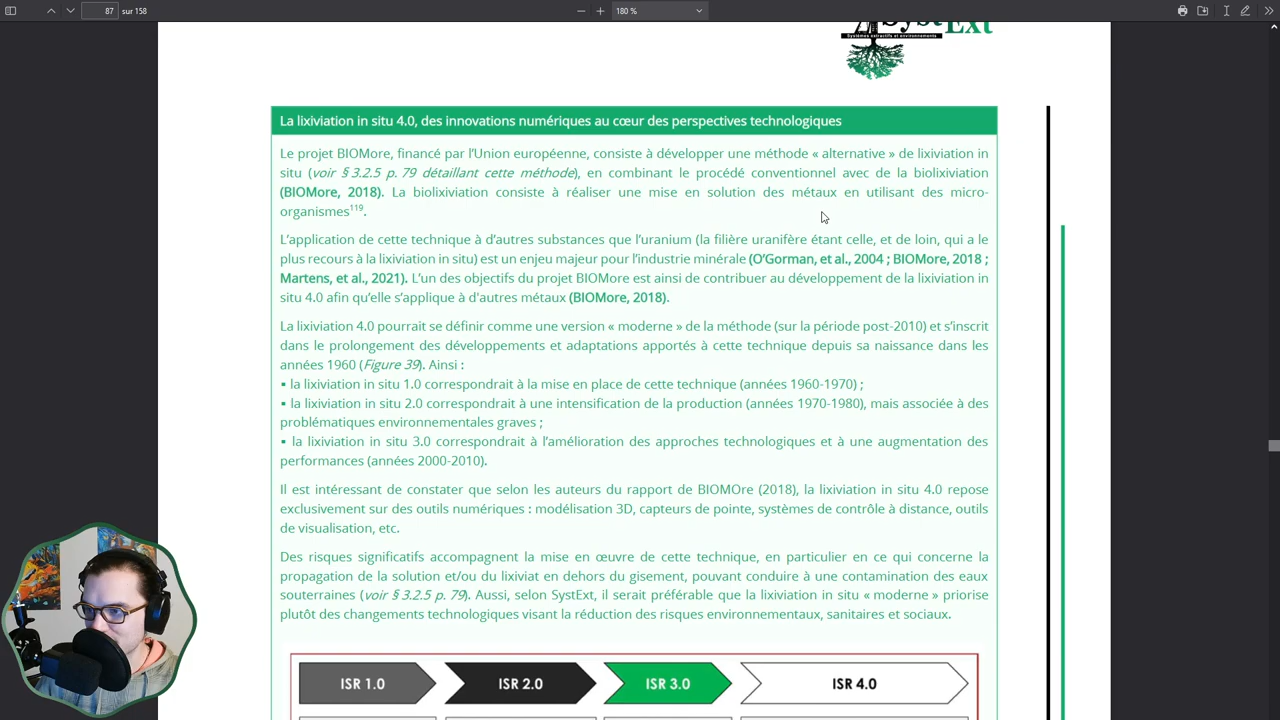 87
sur 158
180 %
SystExt
Systèmes extractifs et environnements
La lixiviation in situ 4.0, des innovations numériques au cœur des perspectives technologiques
Le projet BIOMore, financé par l'Union européenne, consiste à développer une méthode « alternative » de lixiviation in
situ (voir § 3.2.5 p. 79 détaillant cette méthode), en combinant le procédé conventionnel avec de la biolixiviation
(BIOMore, 2018). La biolixiviation consiste à réaliser une mise en solution des métaux en utilisant des micro-
organismes119.
L'application de cette technique à d'autres substances que l'uranium (la filière uranifère étant celle, et de loin, qui a le
plus recours à la lixiviation in situ) est un enjeu majeur pour l'industrie minérale (O'Gorman, et al., 2004 ; BIOMore, 2018 ;
Martens, et al., 2021). L'un des objectifs du projet BIOMore est ainsi de contribuer au développement de la lixiviation in
situ 4.0 afin qu'elle s'applique à d'autres métaux (BIOMore, 2018).
La lixiviation 4.0 pourrait se définir comme une version « moderne » de la méthode (sur la période post-2010) et s'inscrit
dans le prolongement des développements et adaptations apportés à cette technique depuis sa naissance dans les
années 1960 (Figure 39). Ainsi :
▪ la lixiviation in situ 1.0 correspondrait à la mise en place de cette technique (années 1960-1970) ;
▪ la lixiviation in situ 2.0 correspondrait à une intensification de la production (années 1970-1980), mais associée à des
problématiques environnementales graves ;
▪ la lixiviation in situ 3.0 correspondrait à l'amélioration des approches technologiques et à une augmentation des
performances (années 2000-2010).
Il est intéressant de constater que selon les auteurs du rapport de BIOMOre (2018), la lixiviation in situ 4.0 repose
exclusivement sur des outils numériques : modélisation 3D, capteurs de pointe, systèmes de contrôle à distance, outils
de visualisation, etc.
Des risques significatifs accompagnent la mise en œuvre de cette technique, en particulier en ce qui concerne la
propagation de la solution et/ou du lixiviat en dehors du gisement, pouvant conduire à une contamination des eaux
souterraines (voir § 3.2.5 p. 79). Aussi, selon SystExt, il serait préférable que la lixiviation in situ « moderne » priorise
plutôt des changements technologiques visant la réduction des risques environnementaux, sanitaires et sociaux.
ISR 1.0
ISR 2.0
ISR 3.0
ISR 4.0